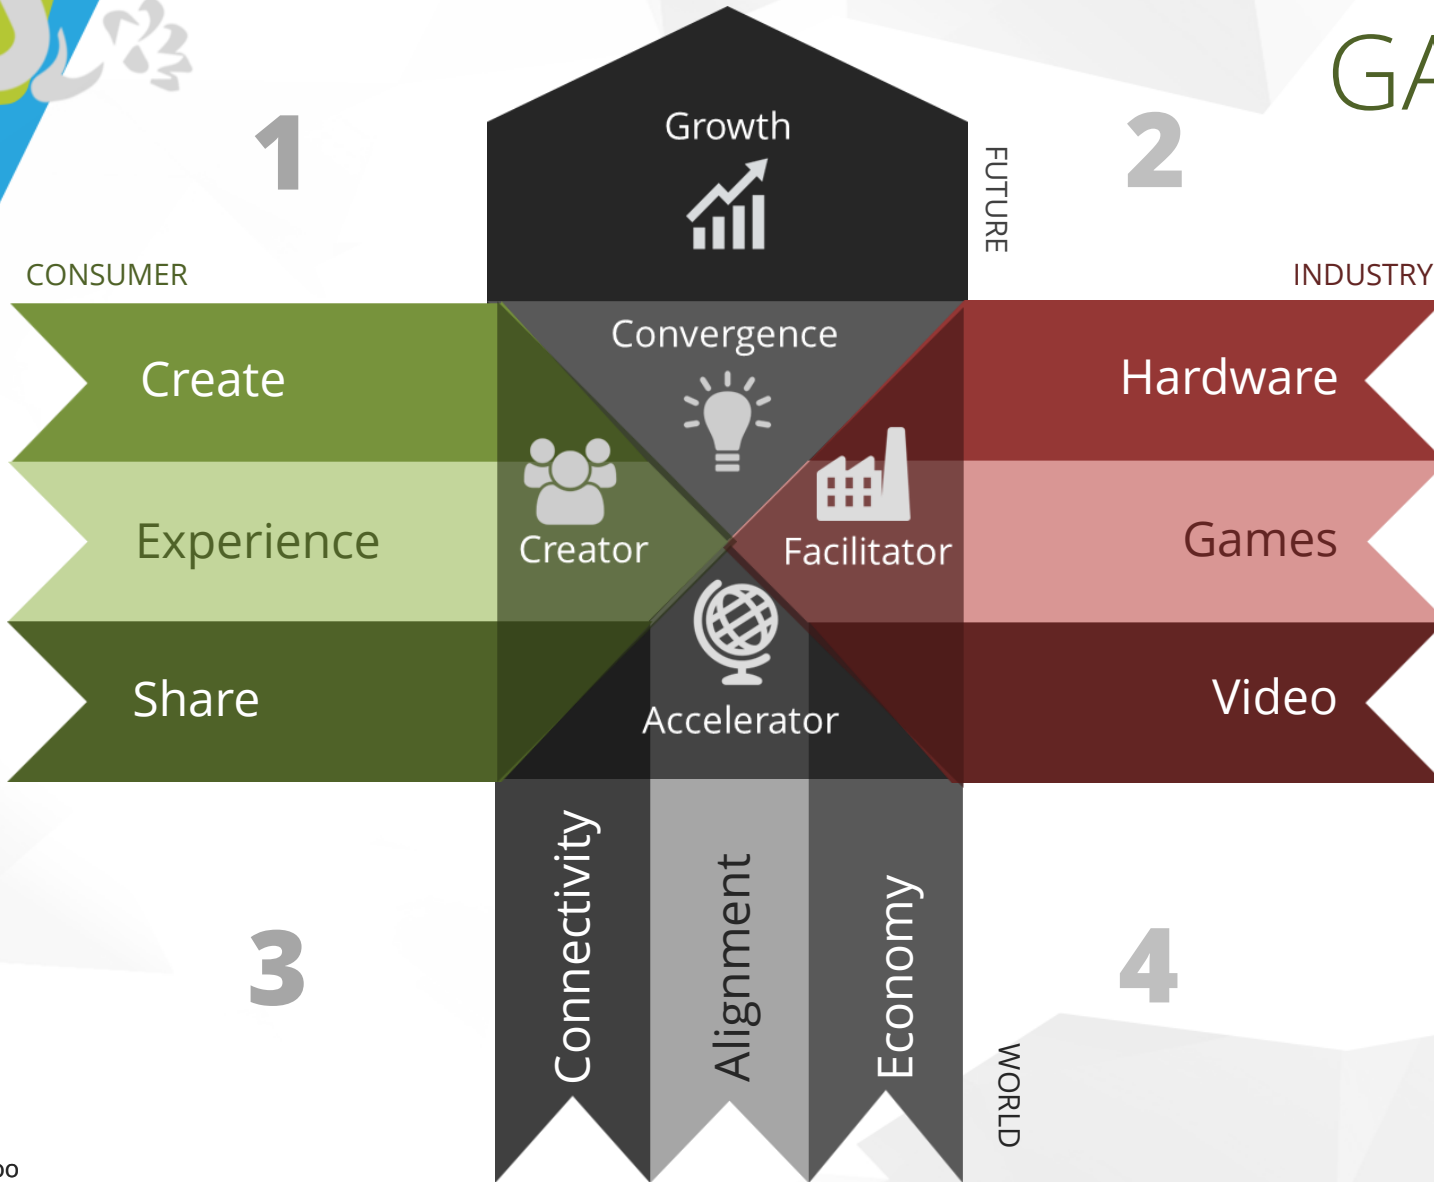 GA
1
Growth
2
FUTURE
CONSUMER
INDUSTRY
Convergence
Create
Hardware
Experience
Creator
Facilitator
Games
Share
Accelerator
Video
Connectivity
Alignment
Economy
3
4
WORLD
oo